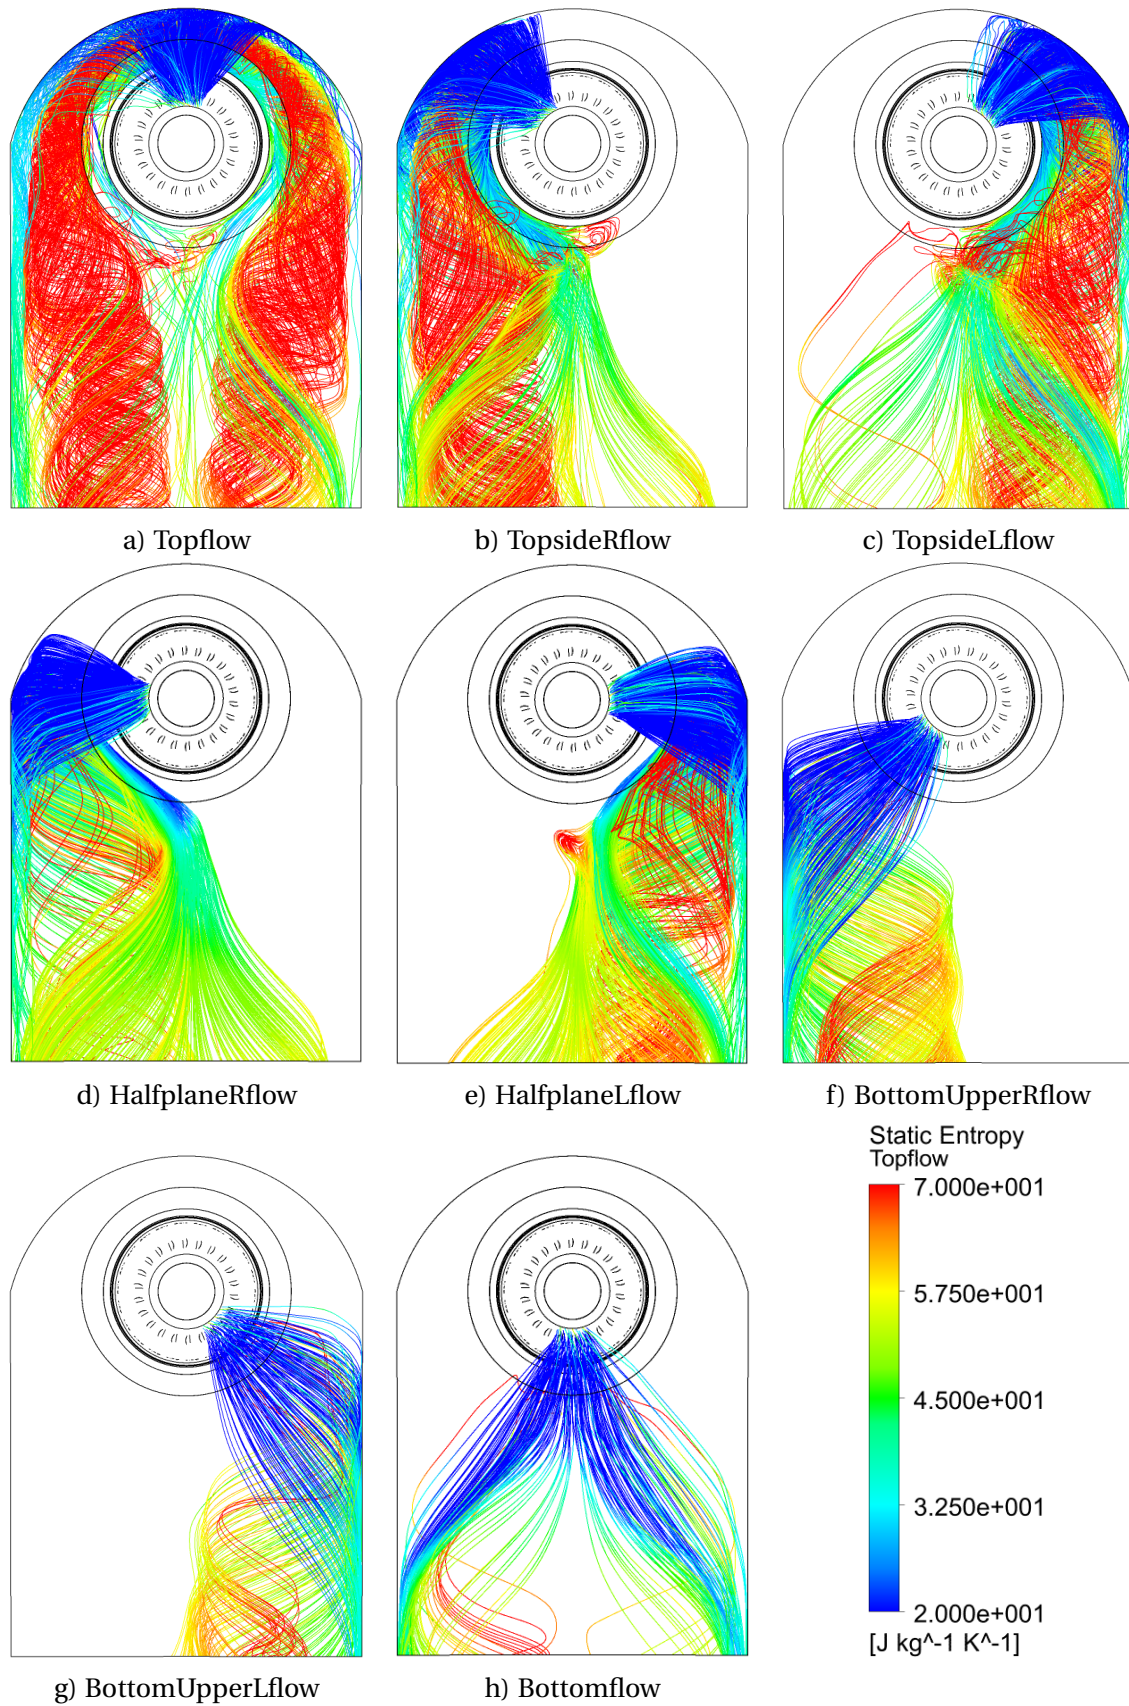 a) Topflow
b) TopsideRflow
c) TopsideLflow
d) HalfplaneRflow
e) HalfplaneLflow
f) BottomUpperRflow
Static Entropy
Topflow
7.000e+001
5.750e+001
4.500e+001
3.250e+001
2.000e+001
[J kg^-1 K^-1]
g) BottomUpperLflow
h) Bottomflow